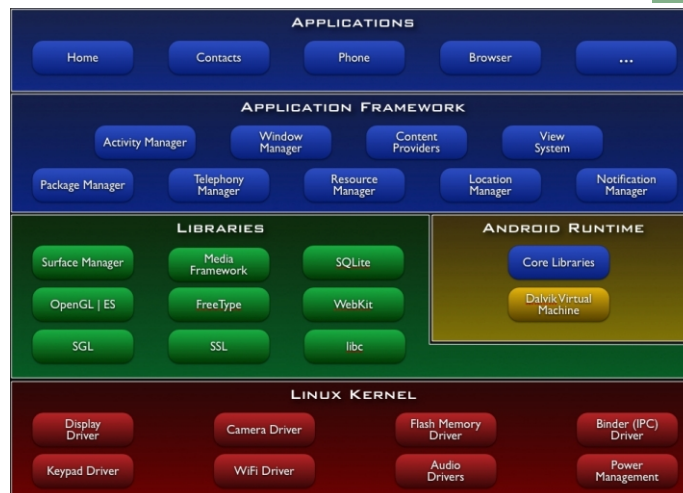 APPLICATIONS
Home
Contacts
Phone
Browser
...
APPLICATION FRAMEWORK
Activity Manager
Window
Manager
Content
Providers
View
System
Package Manager
Telephony
Manager
Resource
Manager
Location
Manager
Notification
Manager
LIBRARIES
Surface Manager
Media
Framework
SQLite
OpenGL | ES
FreeType
WebKit
SGL
SSL
libc
ANDROID RUNTIME
Core Libraries
Dalvik Virtual
Machine
LINUX KERNEL
Display
Driver
Camera Driver
Flash Memory
Driver
Binder (IPC)
Driver
Keypad Driver
WiFi Driver
Audio
Drivers
Power
Management